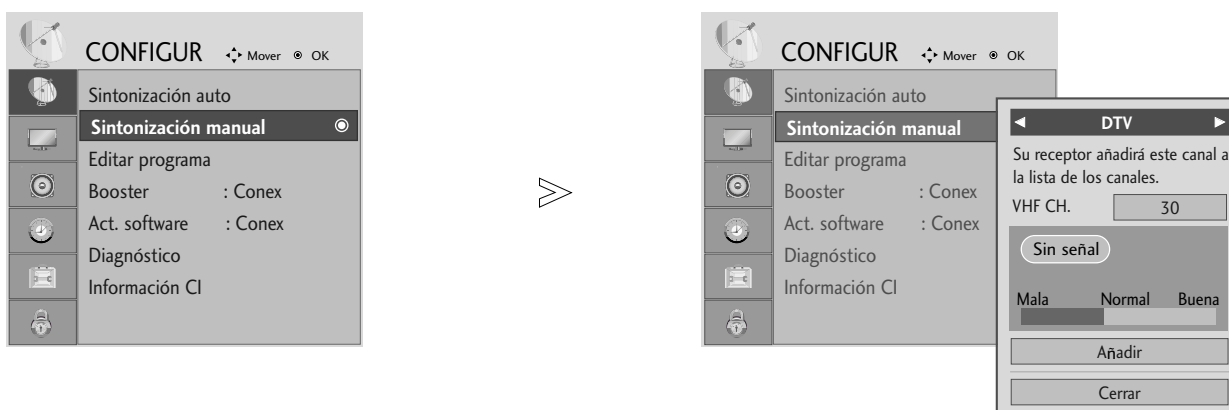 CONFIGUR Mover OK
Sintonización auto
Sintonización manual
Editar programa
Booster : Conex
Act. software : Conex
Diagnóstico
Información CI
CONFIGUR Mover OK
Sintonización auto
Sintonización manual
Editar programa
Booster : Conex
Act. software : Conex
Diagnóstico
Información CI
DTV
Su receptor añadirá este canal a
la lista de los canales.
VHF CH. 30
Sin señal
Mala Normal Buena
Añadir
Cerrar